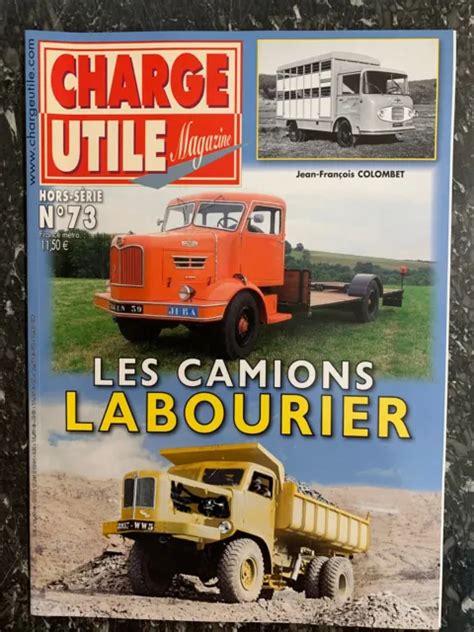 www.chargeutile.com
CHARGE
UTILE
Magazine
HORS-SÉRIE
N°73
France métro.
11,50 €
Jean-François COLOMBET
LES CAMIONS
LABOURIER